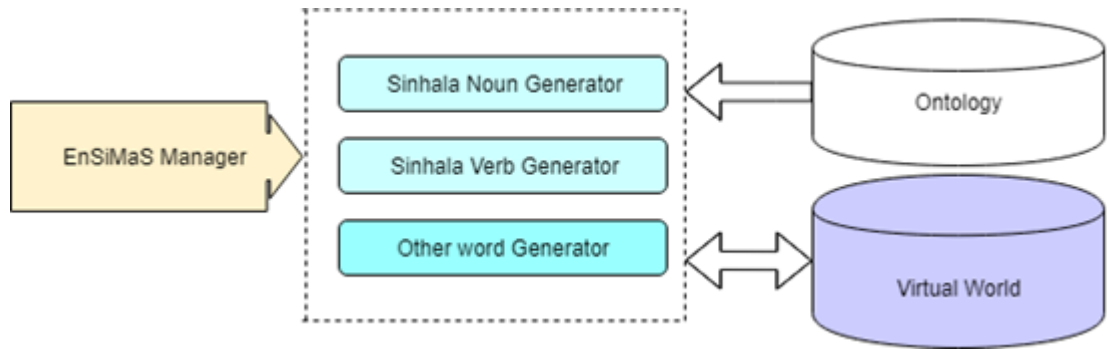 EnSiMaS Manager
Sinhala Noun Generator
Sinhala Verb Generator
Other word Generator
Ontology
Virtual World